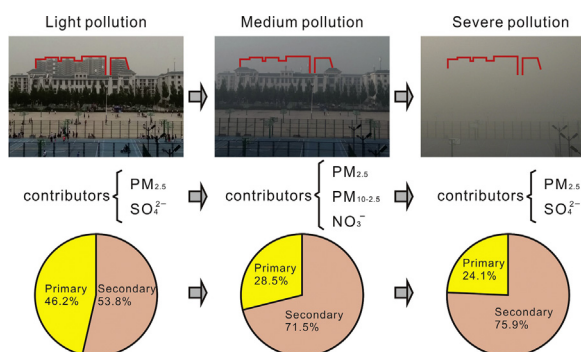 Light pollution
Medium pollution
Severe pollution
contributors { PM₂.₅
SO₄²⁻
contributors { PM₂.₅
PM₁₀₋₂.₅
NO₃⁻
contributors { PM₂.₅
SO₄²⁻
Primary
46.2%
Secondary
53.8%
Primary
28.5%
Secondary
71.5%
Primary
24.1%
Secondary
75.9%